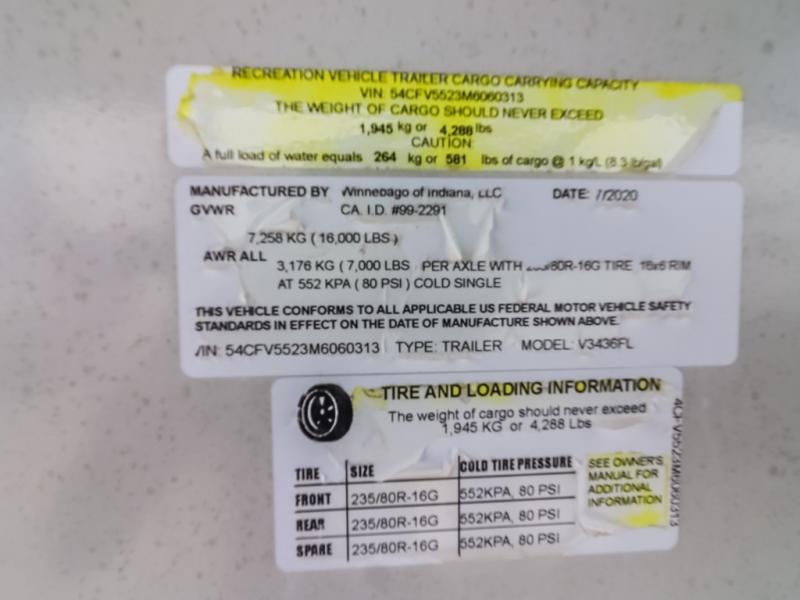 RECREATION VEHICLE TRAILER CARGO CARRYING CAPACITY
VIN: 54CFV5523M6060313
THE WEIGHT OF CARGO SHOULD NEVER EXCEED
1,945 kg or 4,288 lbs
CAUTION:
A full load of water equals 264 kg or 581 lbs of cargo @ 1 kg/L (8.3 lb/gal)
MANUFACTURED BY Winnebago of Indiana, LLC DATE: 7/2020
GVWR CA. I.D. #99-2291
7,258 KG ( 16,000 LBS )
AWR ALL
3,176 KG ( 7,000 LBS PER AXLE WITH /80R-16G TIRE 16x6 RIM
AT 552 KPA ( 80 PSI ) COLD SINGLE
THIS VEHICLE CONFORMS TO ALL APPLICABLE US FEDERAL MOTOR VEHICLE SAFETY
STANDARDS IN EFFECT ON THE DATE OF MANUFACTURE SHOWN ABOVE.
VIN: 54CFV5523M6060313 TYPE: TRAILER MODEL: V3436FL
TIRE AND LOADING INFORMATION
The weight of cargo should never exceed
1,945 KG or 4,288 Lbs
TIRE SIZE COLD TIRE PRESSURE
FRONT 235/80R-16G 552KPA, 80 PSI
REAR 235/80R-16G 552KPA, 80 PSI
SPARE 235/80R-16G 552KPA, 80 PSI
SEE OWNER'S
MANUAL FOR
ADDITIONAL
INFORMATION
4CFV5523M6060313